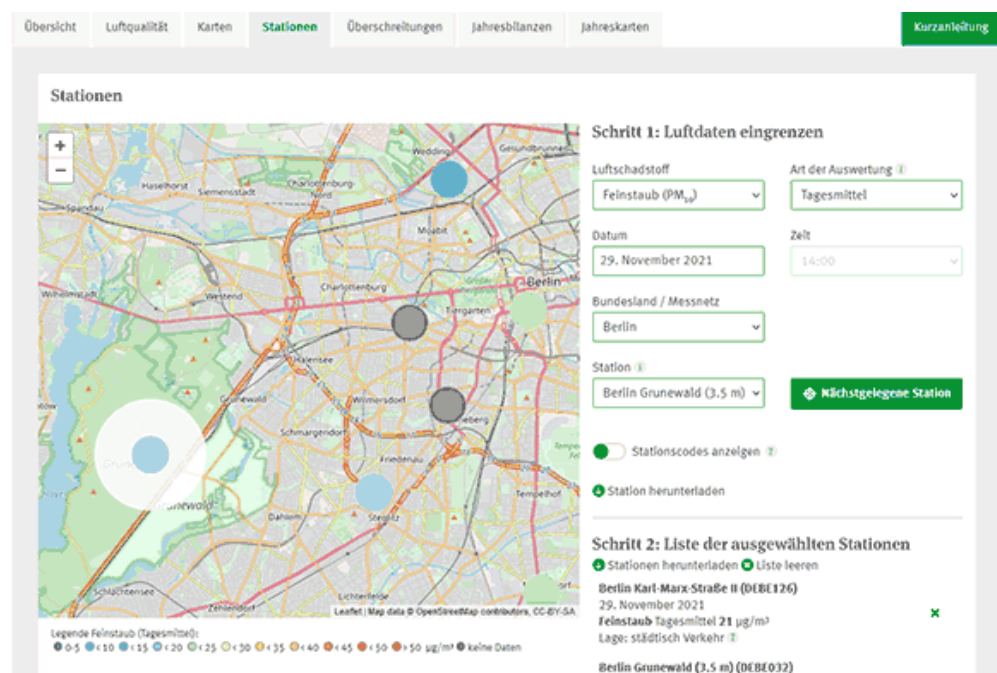 Übersicht Luftqualität Karten Stationen Überschreitungen Jahresbilanzen Jahreskarten Kurzanleitung
Stationen
+
−
Wedding
Gesundbrunnen
Haselhorst
Siemensstadt
Charlottenburg-
Nord
Spandau
Moabit
Wilhelmstadt
Westend
Charlottenburg
Berlin
Tiergarten
Halensee
Grunewald
Wilmersdorf
Schmargendorf
Friedenau
Tempelhof
Dahlem
Steglitz
Schlachtensee
Zehlendorf
Lichterfelde
Leaflet | Map data © OpenStreetMap contributors, CC-BY-SA
Legende Feinstaub (Tagesmittel):
0-5 <10 <15 <20 <25 <30 <35 <40 <45 <50 >50 µg/m³ keine Daten
Schritt 1: Luftdaten eingrenzen
Luftschadstoff Art der Auswertung
Feinstaub (PM₁₀) Tagesmittel
Datum Zeit
29. November 2021 14:00
Bundesland / Messnetz
Berlin
Station
Berlin Grunewald (3.5 m) Nächstgelegene Station
Stationscodes anzeigen
Station herunterladen
Schritt 2: Liste der ausgewählten Stationen
Stationen herunterladen Liste leeren
Berlin Karl-Marx-Straße II (DEBE126)
29. November 2021
Feinstaub Tagesmittel 21 µg/m³
Lage: städtisch Verkehr
Berlin Grunewald (3.5 m) (DEBE032)